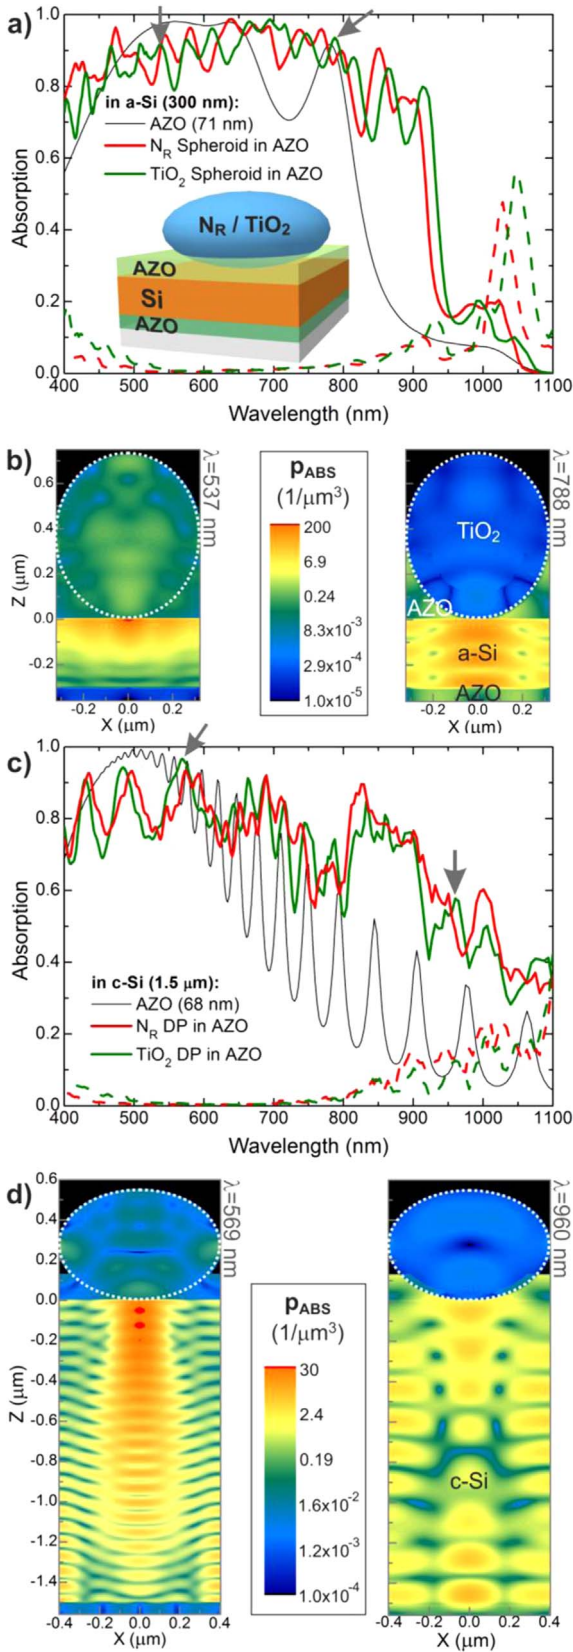 a)
1.0
0.8
0.6
0.4
0.2
0.0
Absorption
in a-Si (300 nm):
AZO (71 nm)
N_R Spheroid in AZO
TiO₂ Spheroid in AZO
N_R / TiO₂
AZO
Si
AZO
400 500 600 700 800 900 1000 1100
Wavelength (nm)
b)
0.6
0.4
0.2
0.0
-0.2
Z (μm)
-0.2 0.0 0.2
X (μm)
λ=537 nm
p_ABS
(1/μm³)
200
6.9
0.24
8.3x10⁻³
2.9x10⁻⁴
1.0x10⁻⁵
λ=788 nm
TiO₂
AZO
a-Si
AZO
-0.2 0.0 0.2
X (μm)
c)
1.0
0.8
0.6
0.4
0.2
0.0
Absorption
in c-Si (1.5 μm):
AZO (68 nm)
N_R DP in AZO
TiO₂ DP in AZO
400 500 600 700 800 900 1000 1100
Wavelength (nm)
d)
0.6
0.4
0.2
0.0
-0.2
-0.4
-0.6
-0.8
-1.0
-1.2
-1.4
Z (μm)
-0.4 -0.2 0.0 0.2 0.4
X (μm)
λ=569 nm
p_ABS
(1/μm³)
30
2.4
0.19
1.6x10⁻²
1.2x10⁻³
1.0x10⁻⁴
λ=960 nm
c-Si
-0.4 -0.2 0.0 0.2 0.4
X (μm)